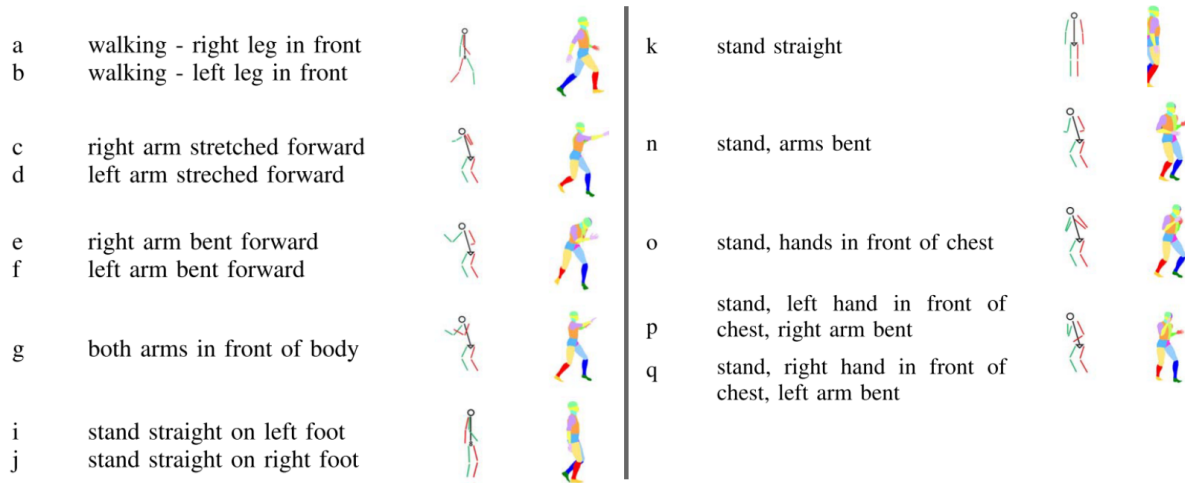 a walking - right leg in front
b walking - left leg in front
c right arm stretched forward
d left arm streched forward
e right arm bent forward
f left arm bent forward
g both arms in front of body
i stand straight on left foot
j stand straight on right foot
k stand straight
n stand, arms bent
o stand, hands in front of chest
p stand, left hand in front of
chest, right arm bent
q stand, right hand in front of
chest, left arm bent